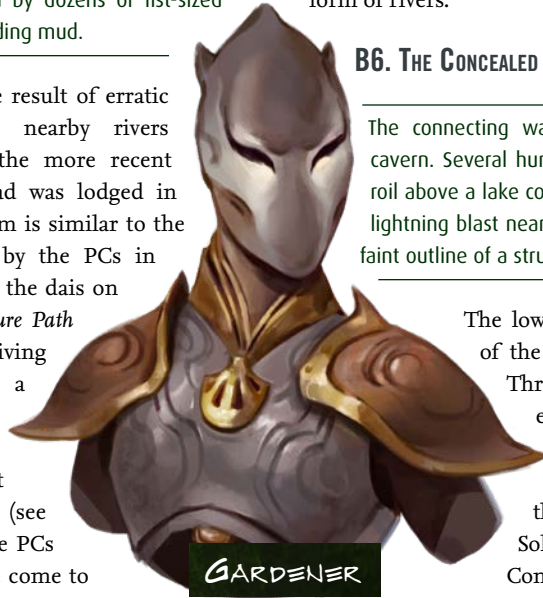 by dozens of fist-sized
ding mud.
result of erratic
nearby rivers
the more recent
was lodged in
m is similar to the
by the PCs in
the dais on
ure Path
iving
a
(see
e PCs
come to
form of rivers.
B6. The Concealed
The connecting wa
cavern. Several hun
roil above a lake co
lightning blast near
faint outline of a stru
The low
of the
Thr
e
th
Sol
Con
Gardener